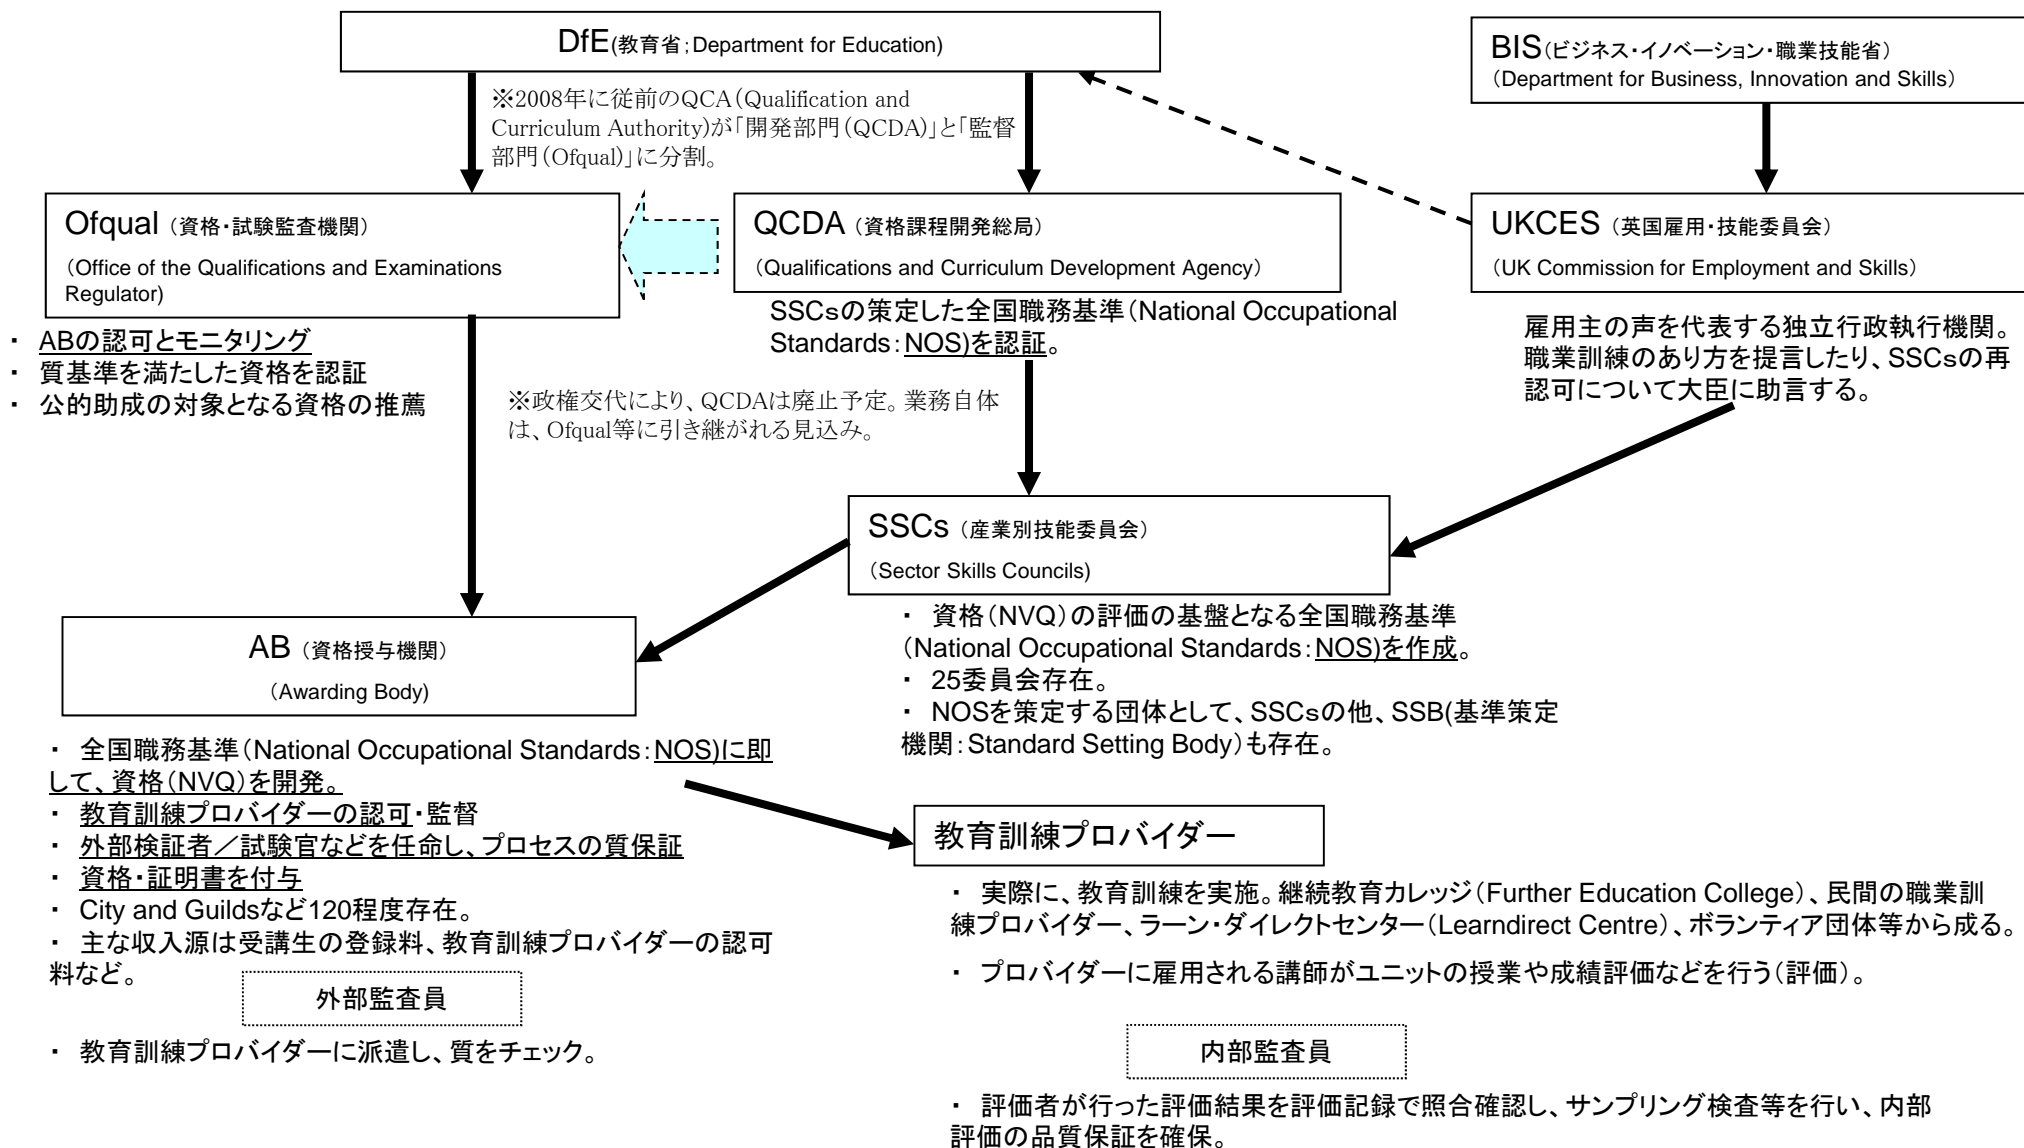 DfE(教育省；Department for Education)
BIS（ビジネス・イノベーション・職業技能省）
（Department for Business, Innovation and Skills）
※2008年に従前のQCA（Qualification and
Curriculum Authority)が「開発部門（QCDA)」と「監督
部門（Ofqual)」に分割。
Ofqual（資格・試験監査機関）
（Office of the Qualifications and Examinations
Regulator)
QCDA（資格課程開発総局）
（Qualifications and Curriculum Development Agency）
UKCES（英国雇用・技能委員会）
（UK Commission for Employment and Skills）
・ ABの認可とモニタリング
・ 質基準を満たした資格を認証
・ 公的助成の対象となる資格の推薦
SSCｓの策定した全国職務基準（National Occupational
Standards：NOS)を認証。
雇用主の声を代表する独立行政執行機関。
職業訓練のあり方を提言したり、SSCｓの再
認可について大臣に助言する。
※政権交代により、QCDAは廃止予定。業務自体
は、Ofqual等に引き継がれる見込み。
SSCs（産業別技能委員会）
（Sector Skills Councils)
・ 資格（NVQ）の評価の基盤となる全国職務基準
（National Occupational Standards：NOS)を作成。
・ 25委員会存在。
・ NOSを策定する団体として、SSCｓの他、SSB(基準策定
機関：Standard Setting Body）も存在。
AB（資格授与機関）
（Awarding Body)
・ 全国職務基準（National Occupational Standards：NOS)に即
して、資格（NVQ）を開発。
・ 教育訓練プロバイダーの認可・監督
・ 外部検証者／試験官などを任命し、プロセスの質保証
・ 資格・証明書を付与
・ City and Guildsなど120程度存在。
・ 主な収入源は受講生の登録料、教育訓練プロバイダーの認可
料など。
外部監査員
・ 教育訓練プロバイダーに派遣し、質をチェック。
教育訓練プロバイダー
・ 実際に、教育訓練を実施。継続教育カレッジ（Further Education College）、民間の職業訓
練プロバイダー、ラーン・ダイレクトセンター（Learndirect Centre）、ボランティア団体等から成る。
・ プロバイダーに雇用される講師がユニットの授業や成績評価などを行う（評価）。
内部監査員
・ 評価者が行った評価結果を評価記録で照合確認し、サンプリング検査等を行い、内部
評価の品質保証を確保。